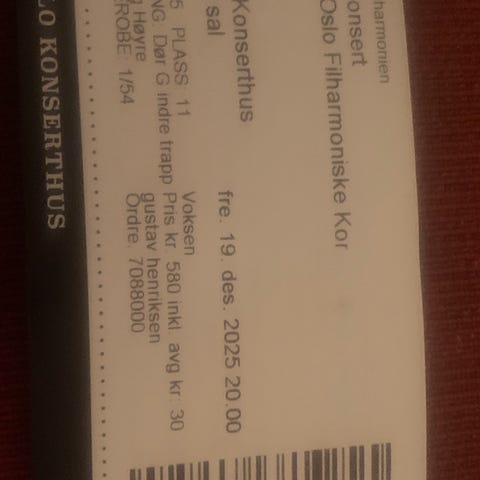 harmonien
onsert
Oslo Filharmoniske Kor
Konserthus
sal
fre. 19. des. 2025 20.00
5 PLASS: 11
NG: Dør G indre trapp
g Høyre
ROBE: 1/54
Voksen
Pris kr. 580 inkl. avg kr: 30
gustav henriksen
Ordre: 7088000
LO KONSERTHUS